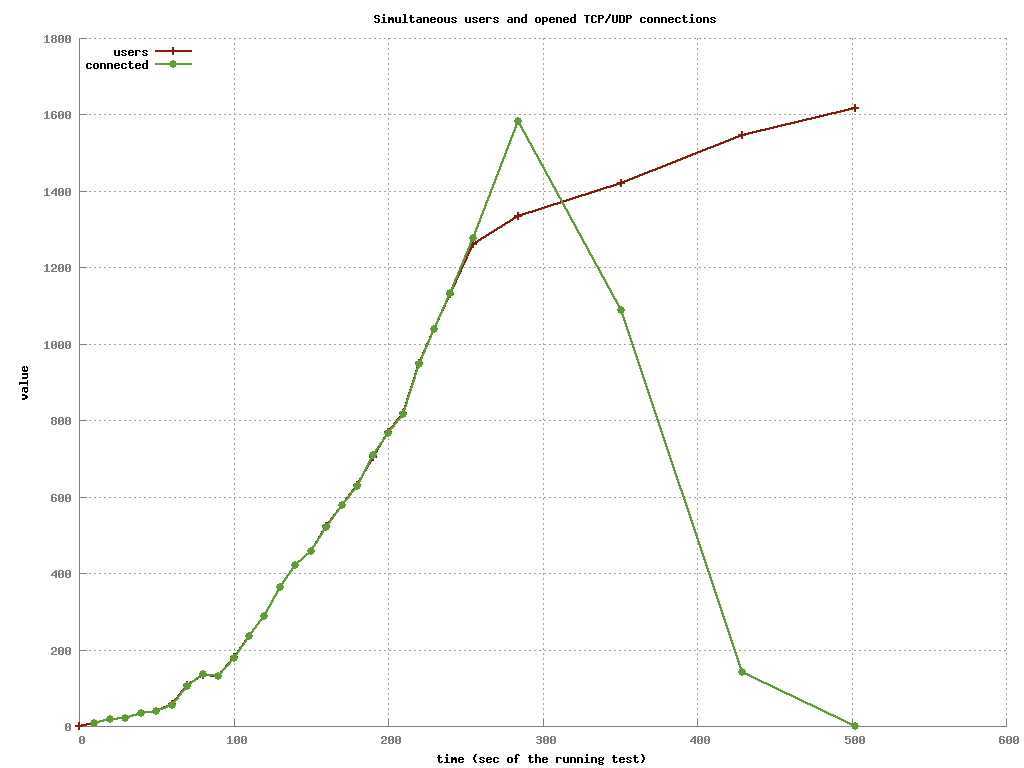 Simultaneous users and opened TCP/UDP connections
1800
users
connected
1600
1400
1200
1000
value
800
600
400
200
0
0 100 200 300 400 500 600
time (sec of the running test)